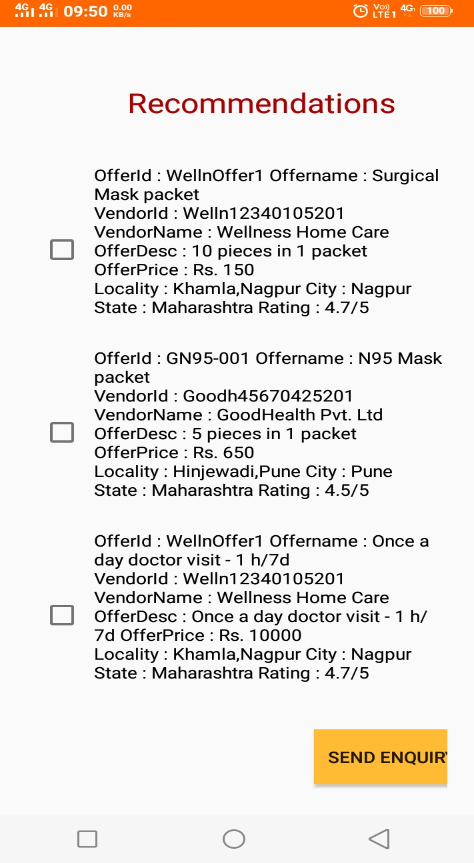 4G 4G 09:50 0.00 KB/s VoLTE1 4G 100
Recommendations
OfferId : WellnOffer1 Offername : Surgical
Mask packet
VendorId : Welln12340105201
VendorName : Wellness Home Care
OfferDesc : 10 pieces in 1 packet
OfferPrice : Rs. 150
Locality : Khamla,Nagpur City : Nagpur
State : Maharashtra Rating : 4.7/5
OfferId : GN95-001 Offername : N95 Mask
packet
VendorId : Goodh45670425201
VendorName : GoodHealth Pvt. Ltd
OfferDesc : 5 pieces in 1 packet
OfferPrice : Rs. 650
Locality : Hinjewadi,Pune City : Pune
State : Maharashtra Rating : 4.5/5
OfferId : WellnOffer1 Offername : Once a
day doctor visit - 1 h/7d
VendorId : Welln12340105201
VendorName : Wellness Home Care
OfferDesc : Once a day doctor visit - 1 h/
7d OfferPrice : Rs. 10000
Locality : Khamla,Nagpur City : Nagpur
State : Maharashtra Rating : 4.7/5
SEND ENQUIRY